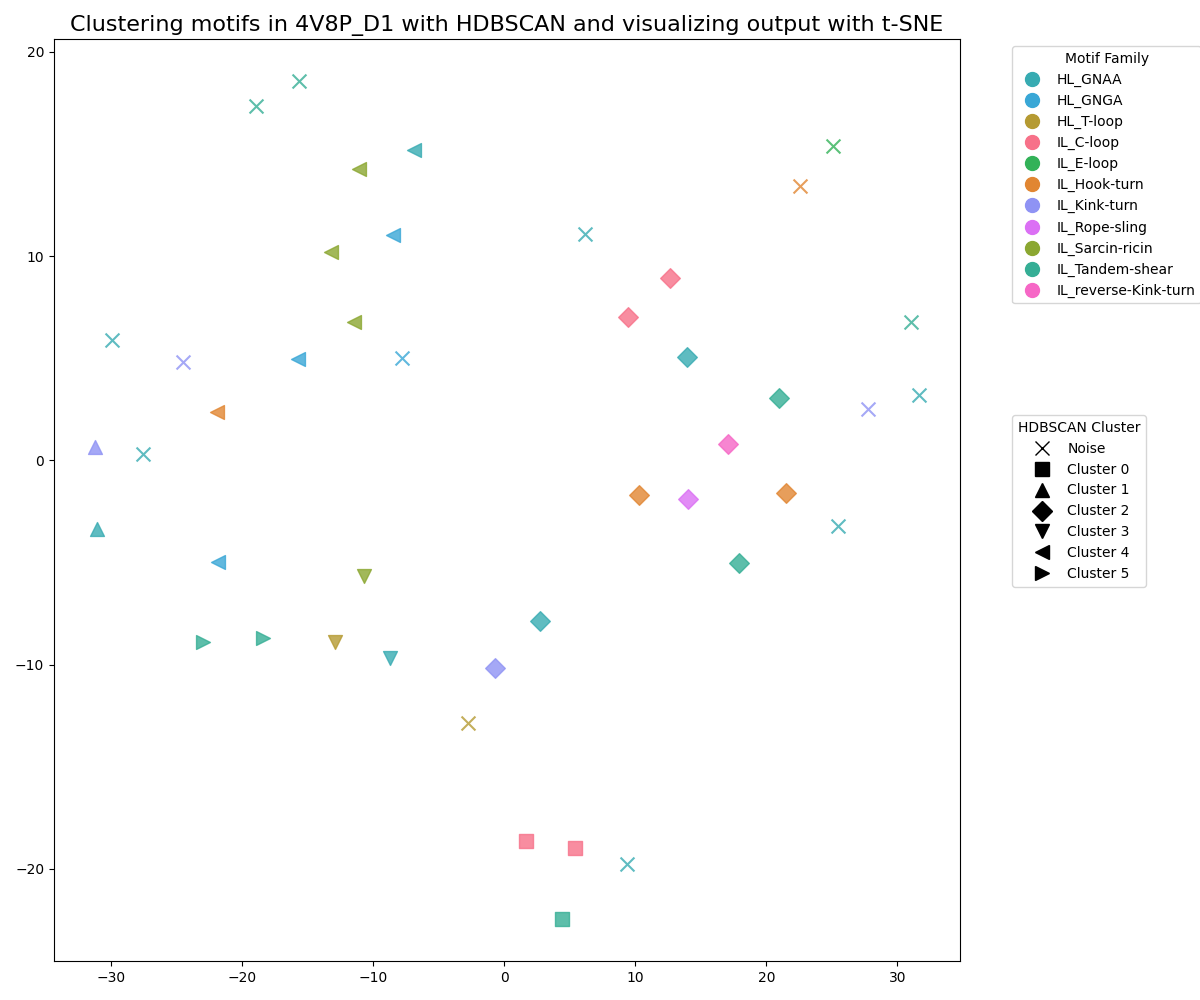 Clustering motifs in 4V8P_D1 with HDBSCAN and visualizing output with t-SNE
20
10
0
−10
−20
−30
−20
−10
0
10
20
30
Motif Family
HL_GNAA
HL_GNGA
HL_T-loop
IL_C-loop
IL_E-loop
IL_Hook-turn
IL_Kink-turn
IL_Rope-sling
IL_Sarcin-ricin
IL_Tandem-shear
IL_reverse-Kink-turn
HDBSCAN Cluster
Noise
Cluster 0
Cluster 1
Cluster 2
Cluster 3
Cluster 4
Cluster 5